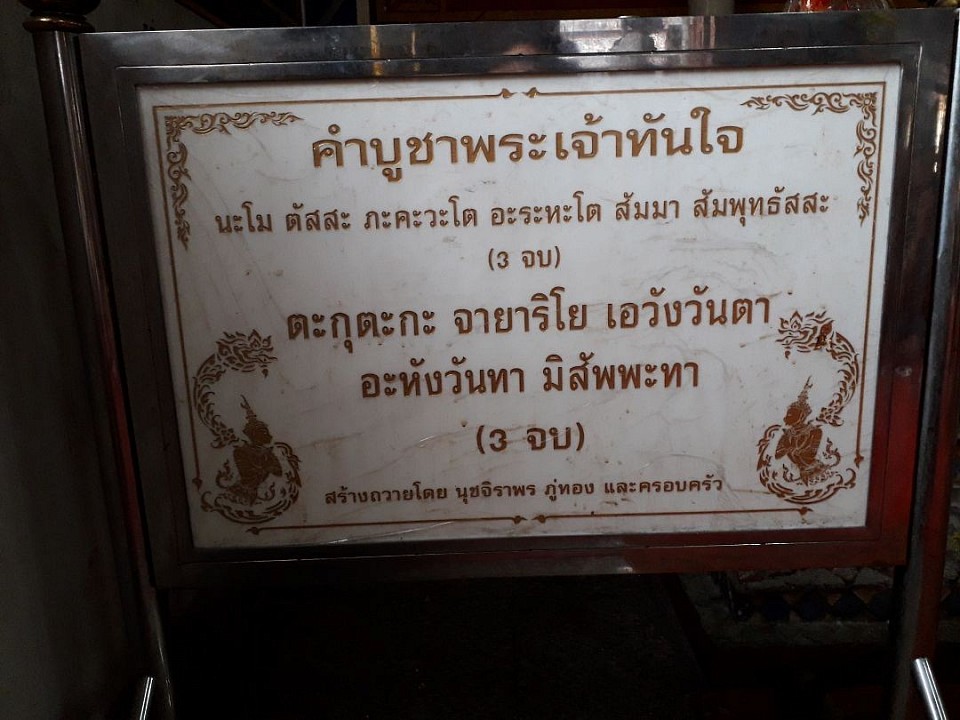 คำบูชาพระเจ้าทันใจ
นะโม ตัสสะ ภะคะวะโต อะระหะโต สัมมา สัมพุทธัสสะ
(3 จบ)
ตะกุตะกะ จายาริโย เอวังวันตา
อะหังวันทา มิสัพพะทา
(3 จบ)
สร้างถวายโดย นุชจิราพร ภู่ทอง และครอบครัว